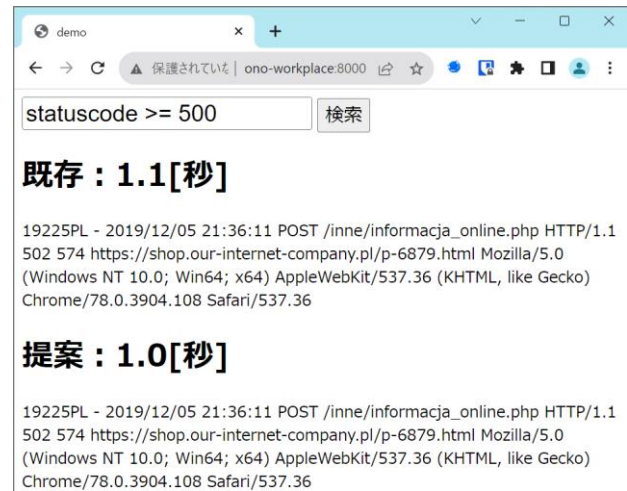 demo
保護されていな | ono-workplace:8000
statuscode >= 500
検索
既存：1.1[秒]
19225PL - 2019/12/05 21:36:11 POST /inne/informacja_online.php HTTP/1.1
502 574 https://shop.our-internet-company.pl/p-6879.html Mozilla/5.0
(Windows NT 10.0; Win64; x64) AppleWebKit/537.36 (KHTML, like Gecko)
Chrome/78.0.3904.108 Safari/537.36
提案：1.0[秒]
19225PL - 2019/12/05 21:36:11 POST /inne/informacja_online.php HTTP/1.1
502 574 https://shop.our-internet-company.pl/p-6879.html Mozilla/5.0
(Windows NT 10.0; Win64; x64) AppleWebKit/537.36 (KHTML, like Gecko)
Chrome/78.0.3904.108 Safari/537.36